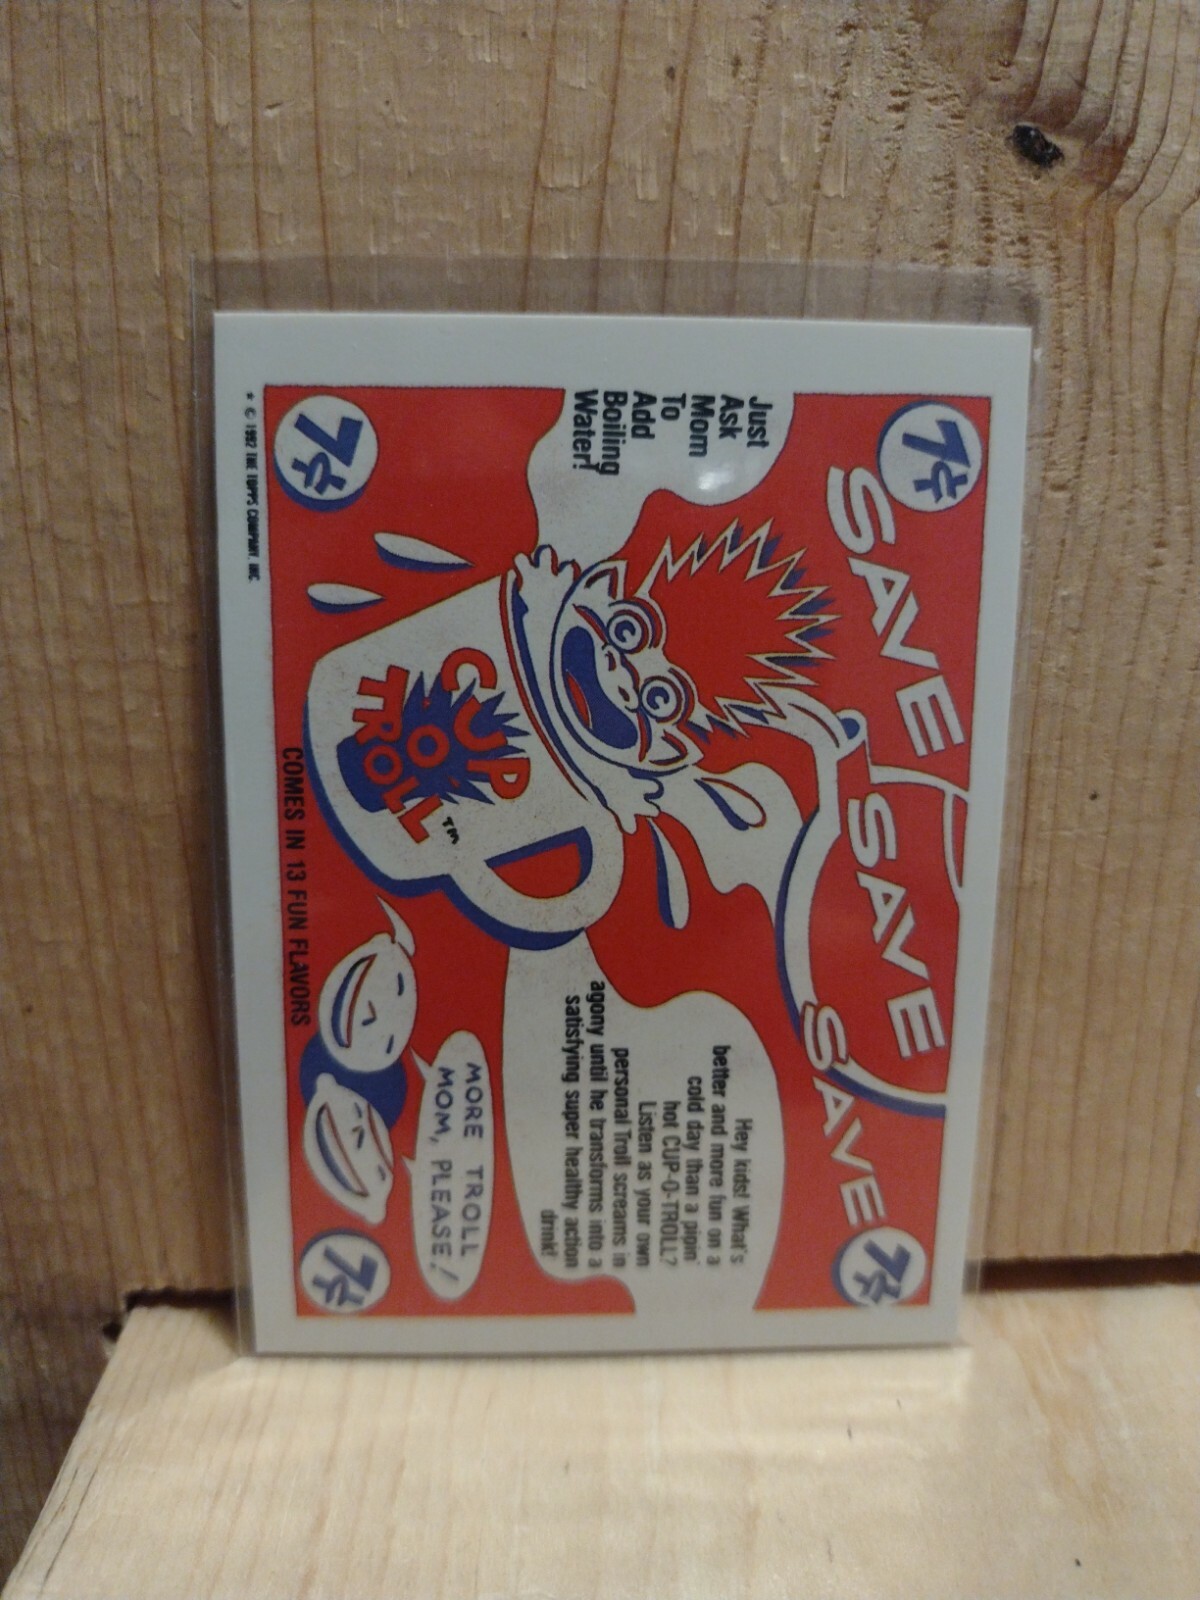 7¢
SAVE SAVE SAVE
7¢
Just
Ask
Mom
To
Add
Boiling
Water!
Hey kids! What's
better and more fun on a
cold day than a pipin'
hot CUP-O-TROLL?
Listen as your own
personal Troll screams in
agony until he transforms into a
satisfying super healthy action
drink!
CUP
O
TROLL™
MORE TROLL
MOM, PLEASE!
7¢
COMES IN 13 FUN FLAVORS
7¢
* © 1992 THE TOPPS COMPANY, INC.